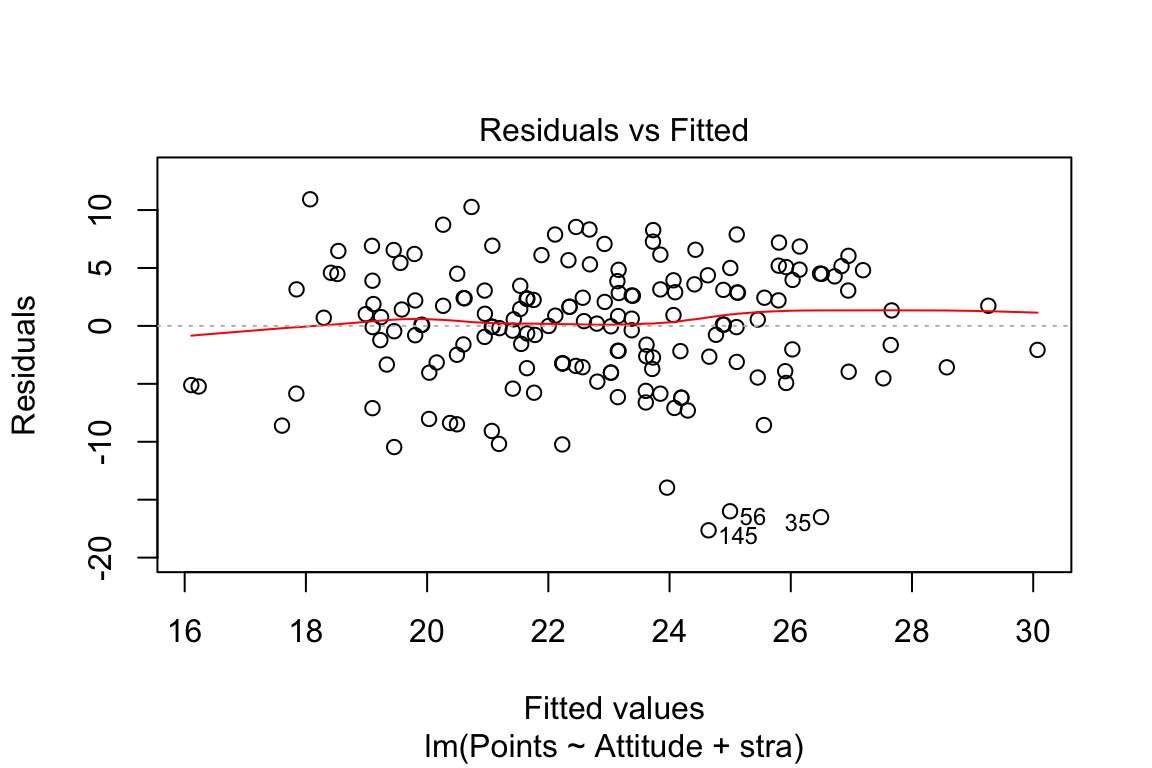 Residuals vs Fitted
Residuals
10
5
0
-10
-20
56
35
145
16 18 20 22 24 26 28 30
Fitted values
lm(Points ~ Attitude + stra)